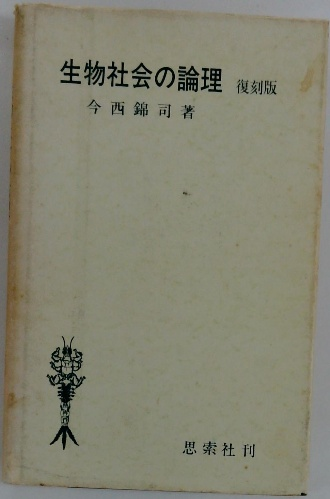 生物社会の論理 復刻版
今西錦司著
思索社刊